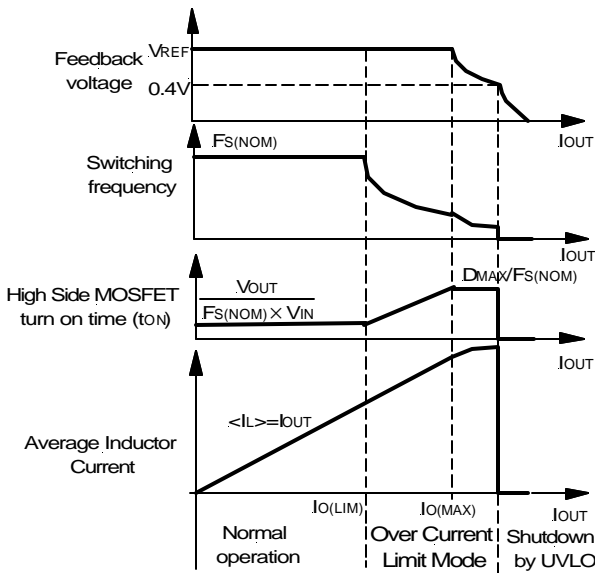 Feedback
voltage
VREF
0.4V
IOUT
Switching
frequency
FS(NOM)
IOUT
High Side MOSFET
turn on time (tON)
VOUT
FS(NOM) × VIN
DMAX/FS(NOM)
IOUT
Average Inductor
Current
<IL>=IOUT
IO(LIM)
IO(MAX)
IOUT
Normal
operation
Over Current
Limit Mode
Shutdown
by UVLO